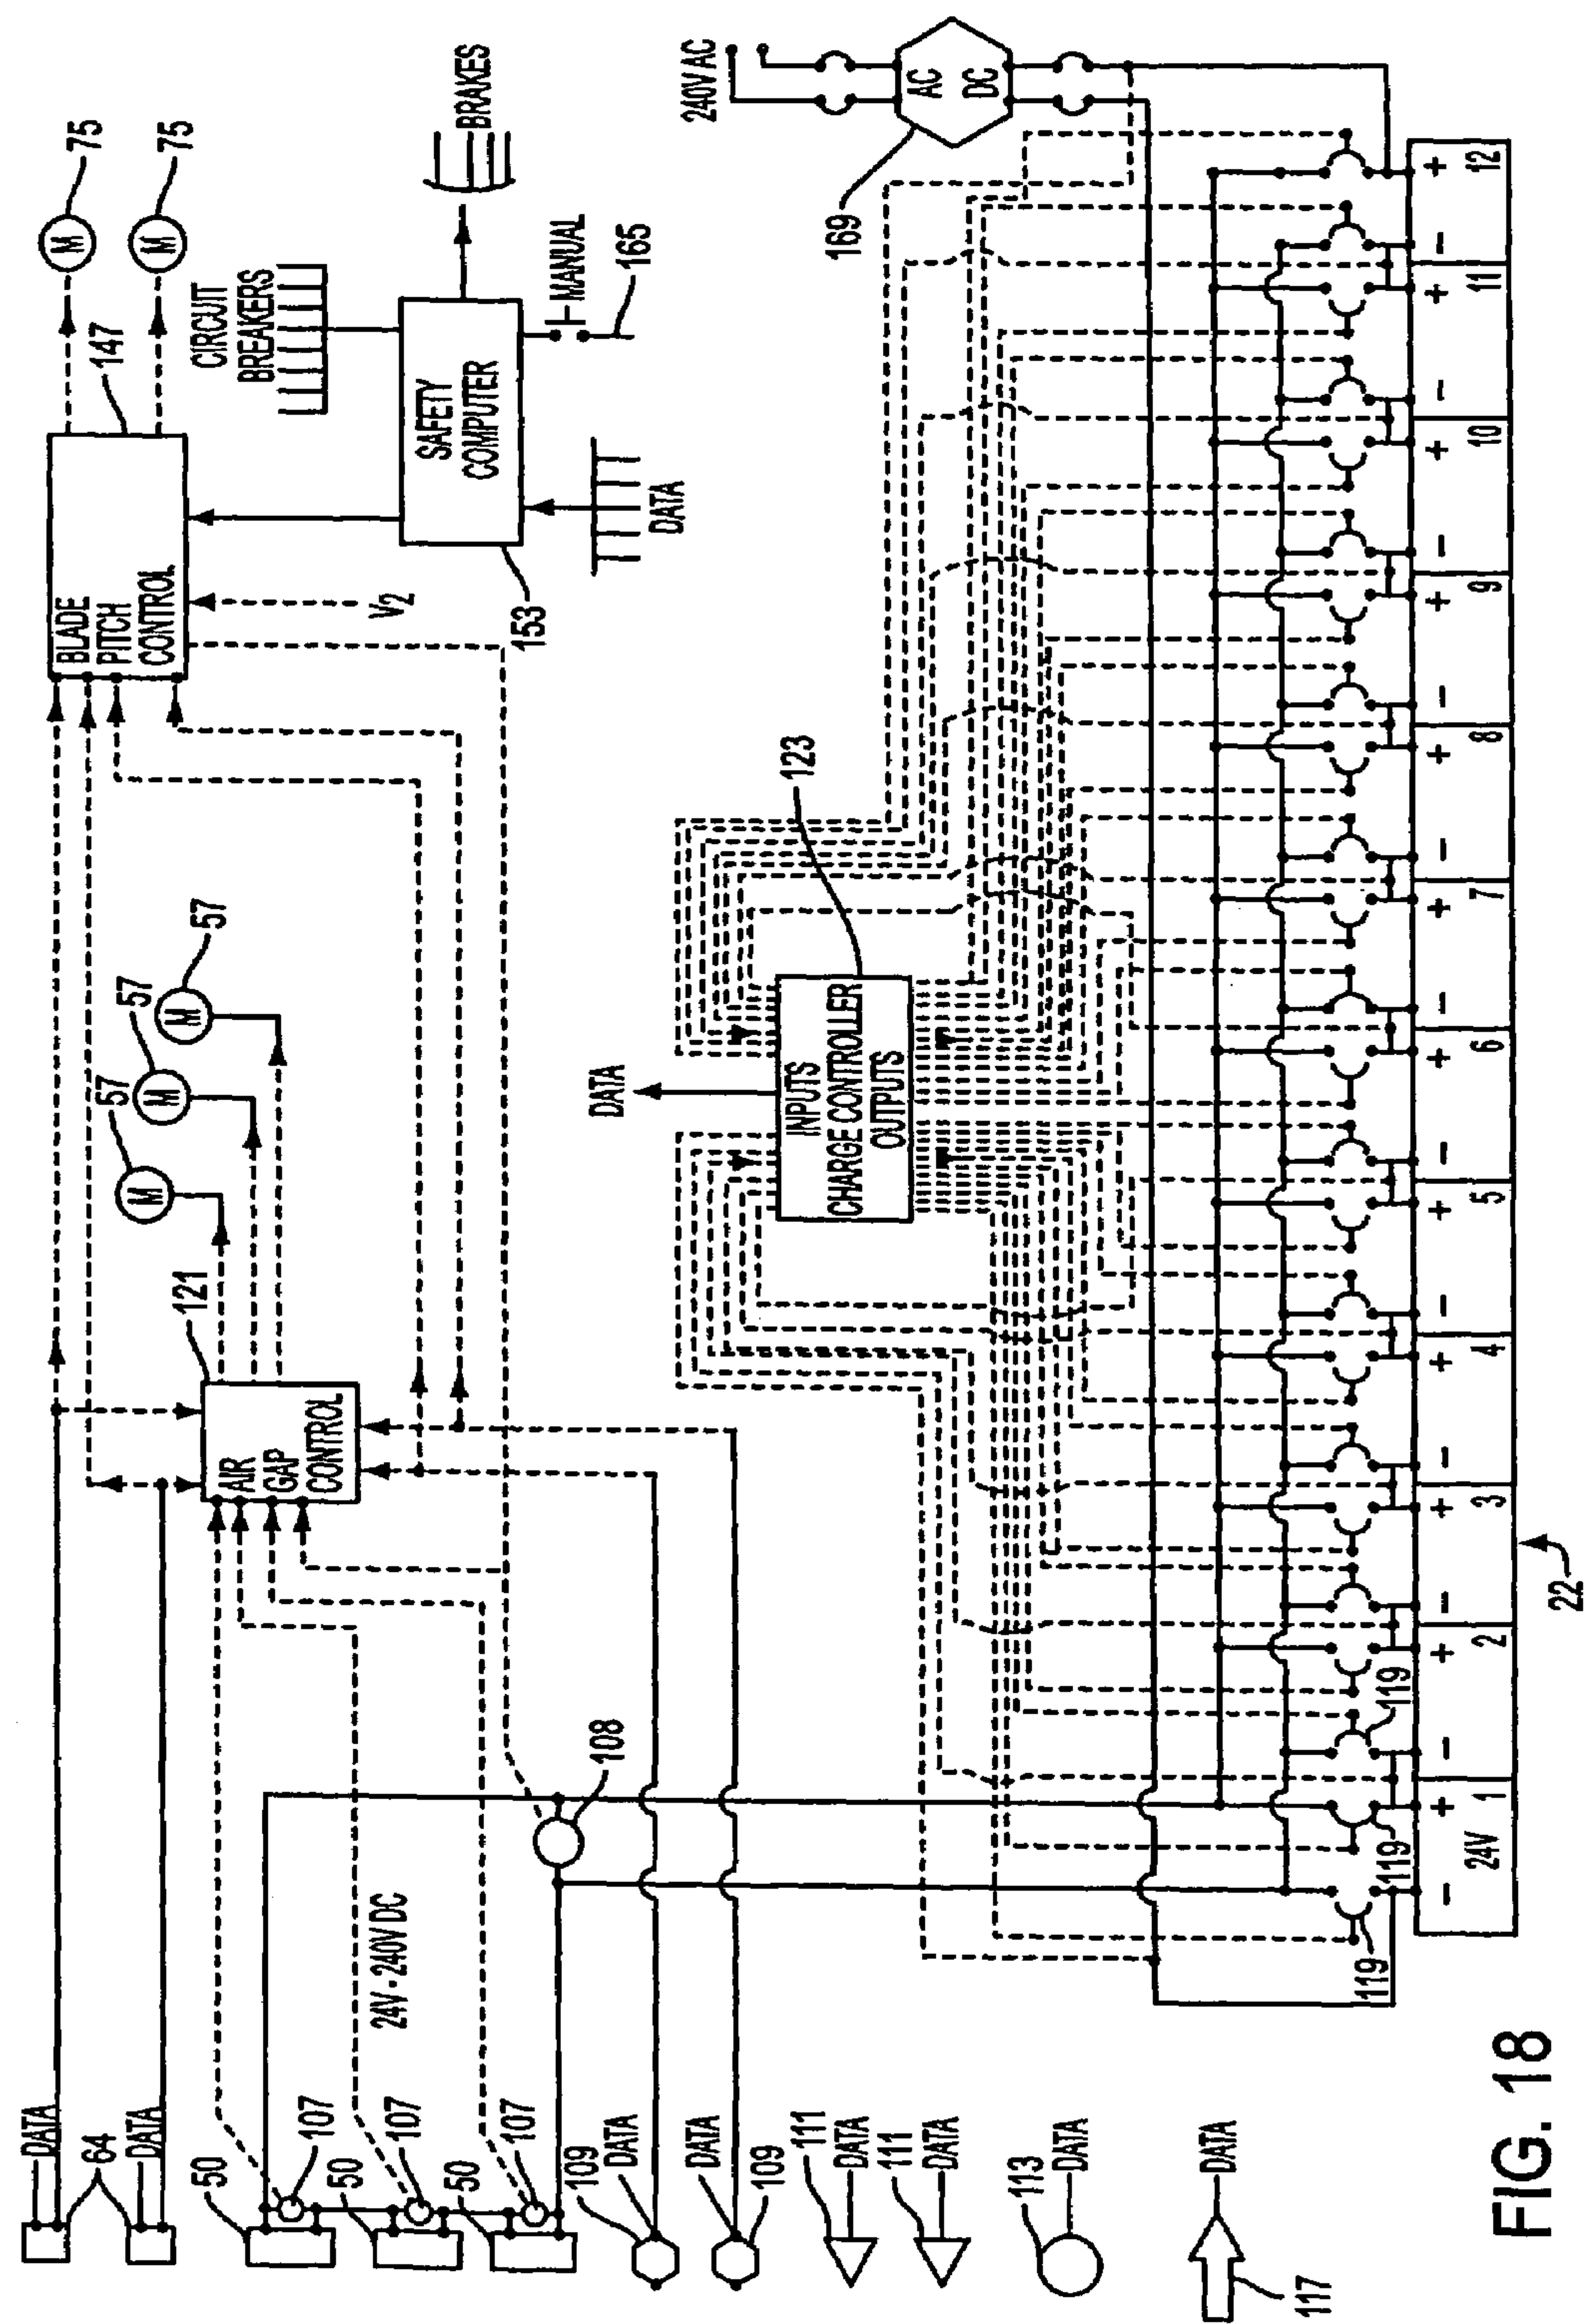 DATA
64
DATA
50
107
50
107
50
107
24V - 240V DC
109
DATA
DATA
109
111
DATA
111
DATA
113
DATA
117
DATA
108
121
AIR
GAP
CONTROL
57
M
57
M
57
M
BLADE
PITCH
CONTROL
147
V2
M
75
M
75
CIRCUIT
BREAKERS
SAFETY
COMPUTER
153
DATA
MANUAL
165
BRAKES
DATA
INPUTS
CHARGE CONTROLLER
OUTPUTS
123
240V AC
AC
DC
169
119
119
119
- + - + - + - + - + - + - + - + - + - + - + - +
24V 1 2 3 4 5 6 7 8 9 10 11 12
22
FIG. 18